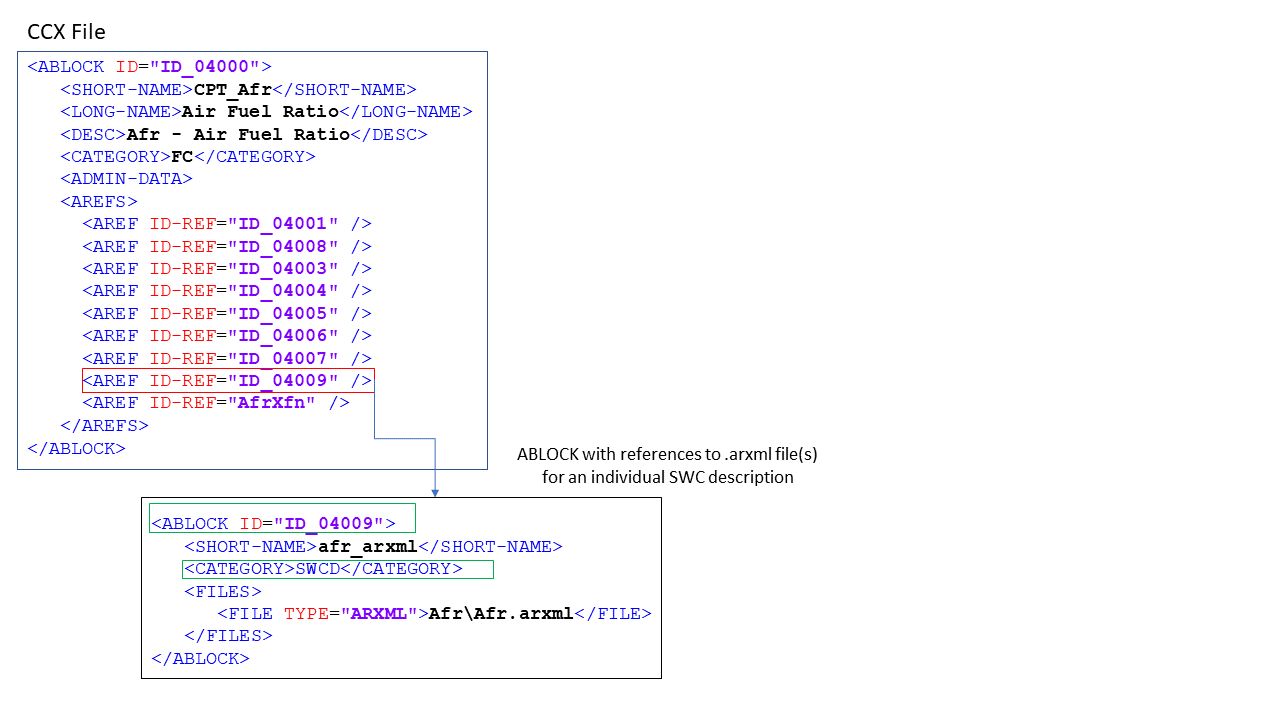 CCX File
<ABLOCK ID="ID_04000">
<SHORT-NAME>CPT_Afr</SHORT-NAME>
<LONG-NAME>Air Fuel Ratio</LONG-NAME>
<DESC>Afr - Air Fuel Ratio</DESC>
<CATEGORY>FC</CATEGORY>
<ADMIN-DATA>
<AREFS>
<AREF ID-REF="ID_04001" />
<AREF ID-REF="ID_04008" />
<AREF ID-REF="ID_04003" />
<AREF ID-REF="ID_04004" />
<AREF ID-REF="ID_04005" />
<AREF ID-REF="ID_04006" />
<AREF ID-REF="ID_04007" />
<AREF ID-REF="ID_04009" />
<AREF ID-REF="AfrXfn" />
</AREFS>
</ABLOCK>
ABLOCK with references to .arxml file(s)
for an individual SWC description
<ABLOCK ID="ID_04009">
<SHORT-NAME>afr_arxml</SHORT-NAME>
<CATEGORY>SWCD</CATEGORY>
<FILES>
<FILE TYPE="ARXML">Afr\Afr.arxml</FILE>
</FILES>
</ABLOCK>